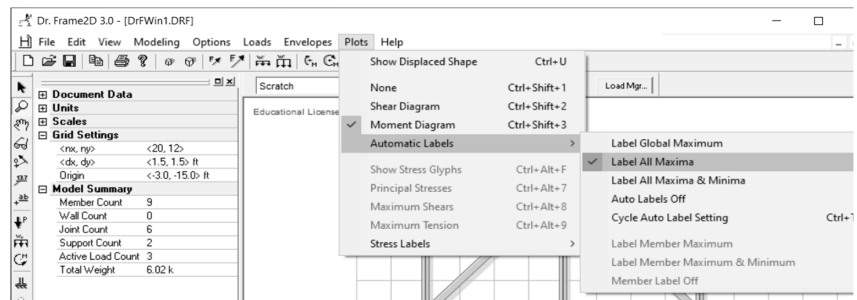 Dr. Frame2D 3.0 - [DrFWin1.DRF]
File Edit View Modeling Options Loads Envelopes Plots Help
Scratch
Load Mgr...
Educational License
Document Data
Units
Scales
Grid Settings
<nx, ny> <20, 12>
<dx, dy> <1.5, 1.5> ft
Origin <-3.0, -15.0> ft
Model Summary
Member Count 9
Wall Count 0
Joint Count 6
Support Count 2
Active Load Count 3
Total Weight 6.02 k
Show Displaced Shape Ctrl+U
None Ctrl+Shift+1
Shear Diagram Ctrl+Shift+2
Moment Diagram Ctrl+Shift+3
Automatic Labels
Show Stress Glyphs Ctrl+Alt+F
Principal Stresses Ctrl+Alt+7
Maximum Shears Ctrl+Alt+8
Maximum Tension Ctrl+Alt+9
Stress Labels
Label Global Maximum
Label All Maxima
Label All Maxima & Minima
Auto Labels Off
Cycle Auto Label Setting Ctrl+T
Label Member Maximum
Label Member Maximum & Minimum
Member Label Off